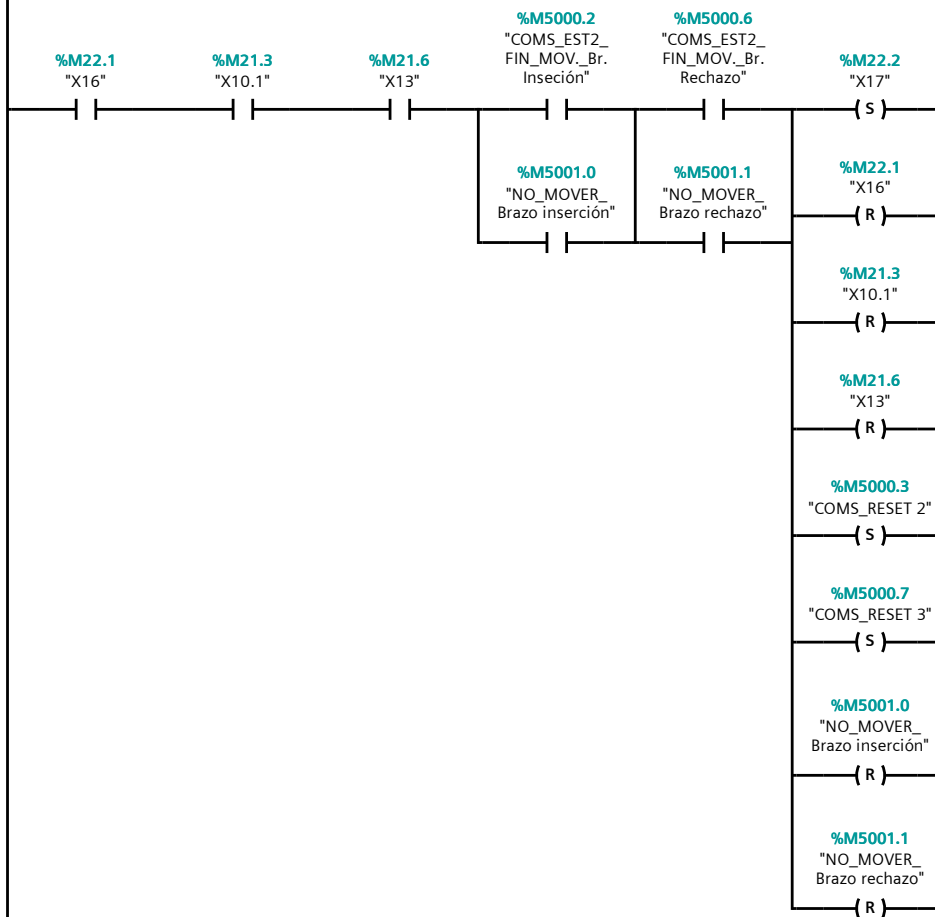 %M22.1
"X16"
%M21.3
"X10.1"
%M21.6
"X13"
%M5000.2
"COMS_EST2_
FIN_MOV._Br.
Inseción"
%M5000.6
"COMS_EST2_
FIN_MOV._Br.
Rechazo"
%M22.2
"X17"
S
%M5001.0
"NO_MOVER_
Brazo inserción"
%M5001.1
"NO_MOVER_
Brazo rechazo"
%M22.1
"X16"
R
%M21.3
"X10.1"
R
%M21.6
"X13"
R
%M5000.3
"COMS_RESET 2"
S
%M5000.7
"COMS_RESET 3"
S
%M5001.0
"NO_MOVER_
Brazo inserción"
R
%M5001.1
"NO_MOVER_
Brazo rechazo"
R